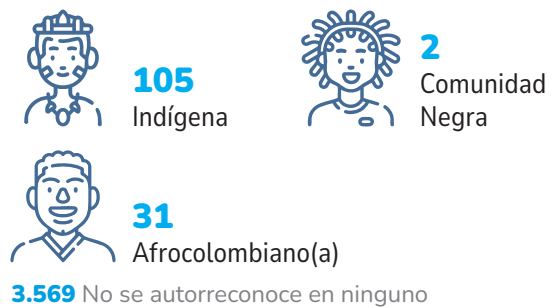 105
Indígena
2
Comunidad
Negra
31
Afrocolombiano(a)
3.569 No se autorreconoce en ninguno